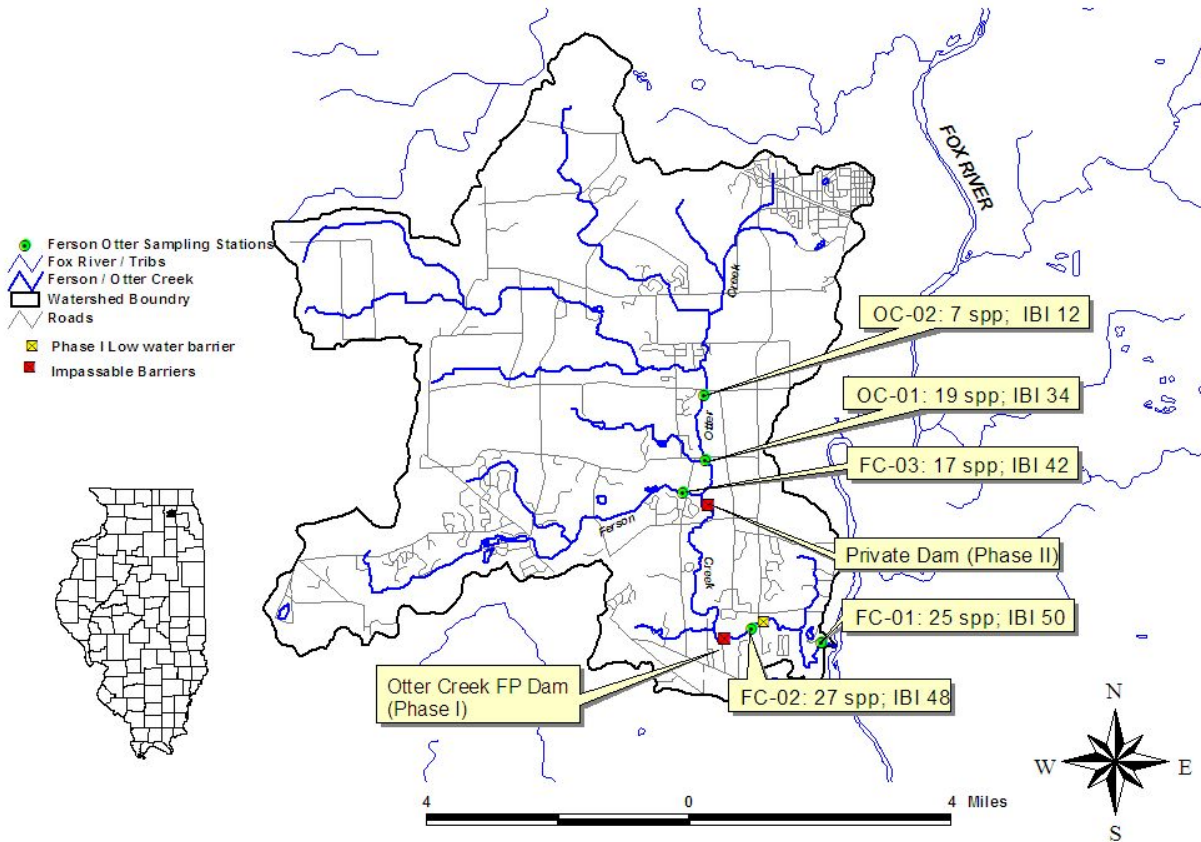 FOX RIVER
Ferson Otter Sampling Stations
Fox River / Tribs
Ferson / Otter Creek
Watershed Boundry
Roads
Phase I Low water barrier
Impassable Barriers
Creek
OC-02: 7 spp; IBI 12
OC-01: 19 spp; IBI 34
Otter
FC-03: 17 spp; IBI 42
Ferson
Private Dam (Phase II)
Creek
FC-01: 25 spp; IBI 50
Otter Creek FP Dam
(Phase I)
FC-02: 27 spp; IBI 48
N
W
E
S
4
0
4 Miles